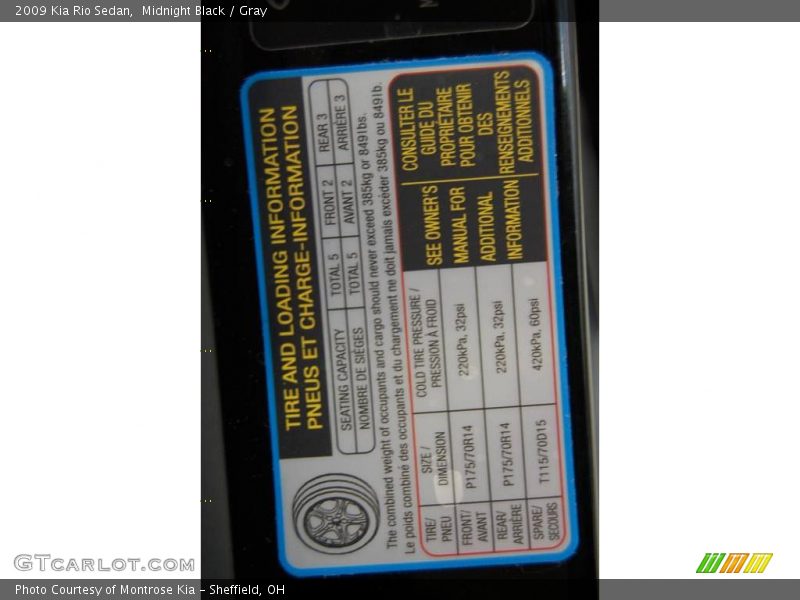 2009 Kia Rio Sedan,  Midnight Black / Gray
TIRE AND LOADING INFORMATION
PNEUS ET CHARGE-INFORMATION
SEATING CAPACITY TOTAL 5 FRONT 2 REAR 3
NOMBRE DE SIÈGES TOTAL 5 AVANT 2 ARRIÈRE 3
The combined weight of occupants and cargo should never exceed 385kg or 849lbs.
Le poids combiné des occupants et du chargement ne doit jamais excéder 385kg ou 849lb.
TIRE/
PNEU
SIZE /
DIMENSION
COLD TIRE PRESSURE /
PRESSION À FROID
FRONT/
AVANT
P175/70R14
220kPa, 32psi
REAR/
ARRIÈRE
P175/70R14
220kPa, 32psi
SPARE/
SECOURS
T115/70D15
420kPa, 60psi
SEE OWNER'S
MANUAL FOR
ADDITIONAL
INFORMATION
CONSULTER LE
GUIDE DU
PROPRIÉTAIRE
POUR OBTENIR
DES
RENSEIGNEMENTS
ADDITIONNELS
GTCARLOT.COM
Photo Courtesy of Montrose Kia - Sheffield, OH